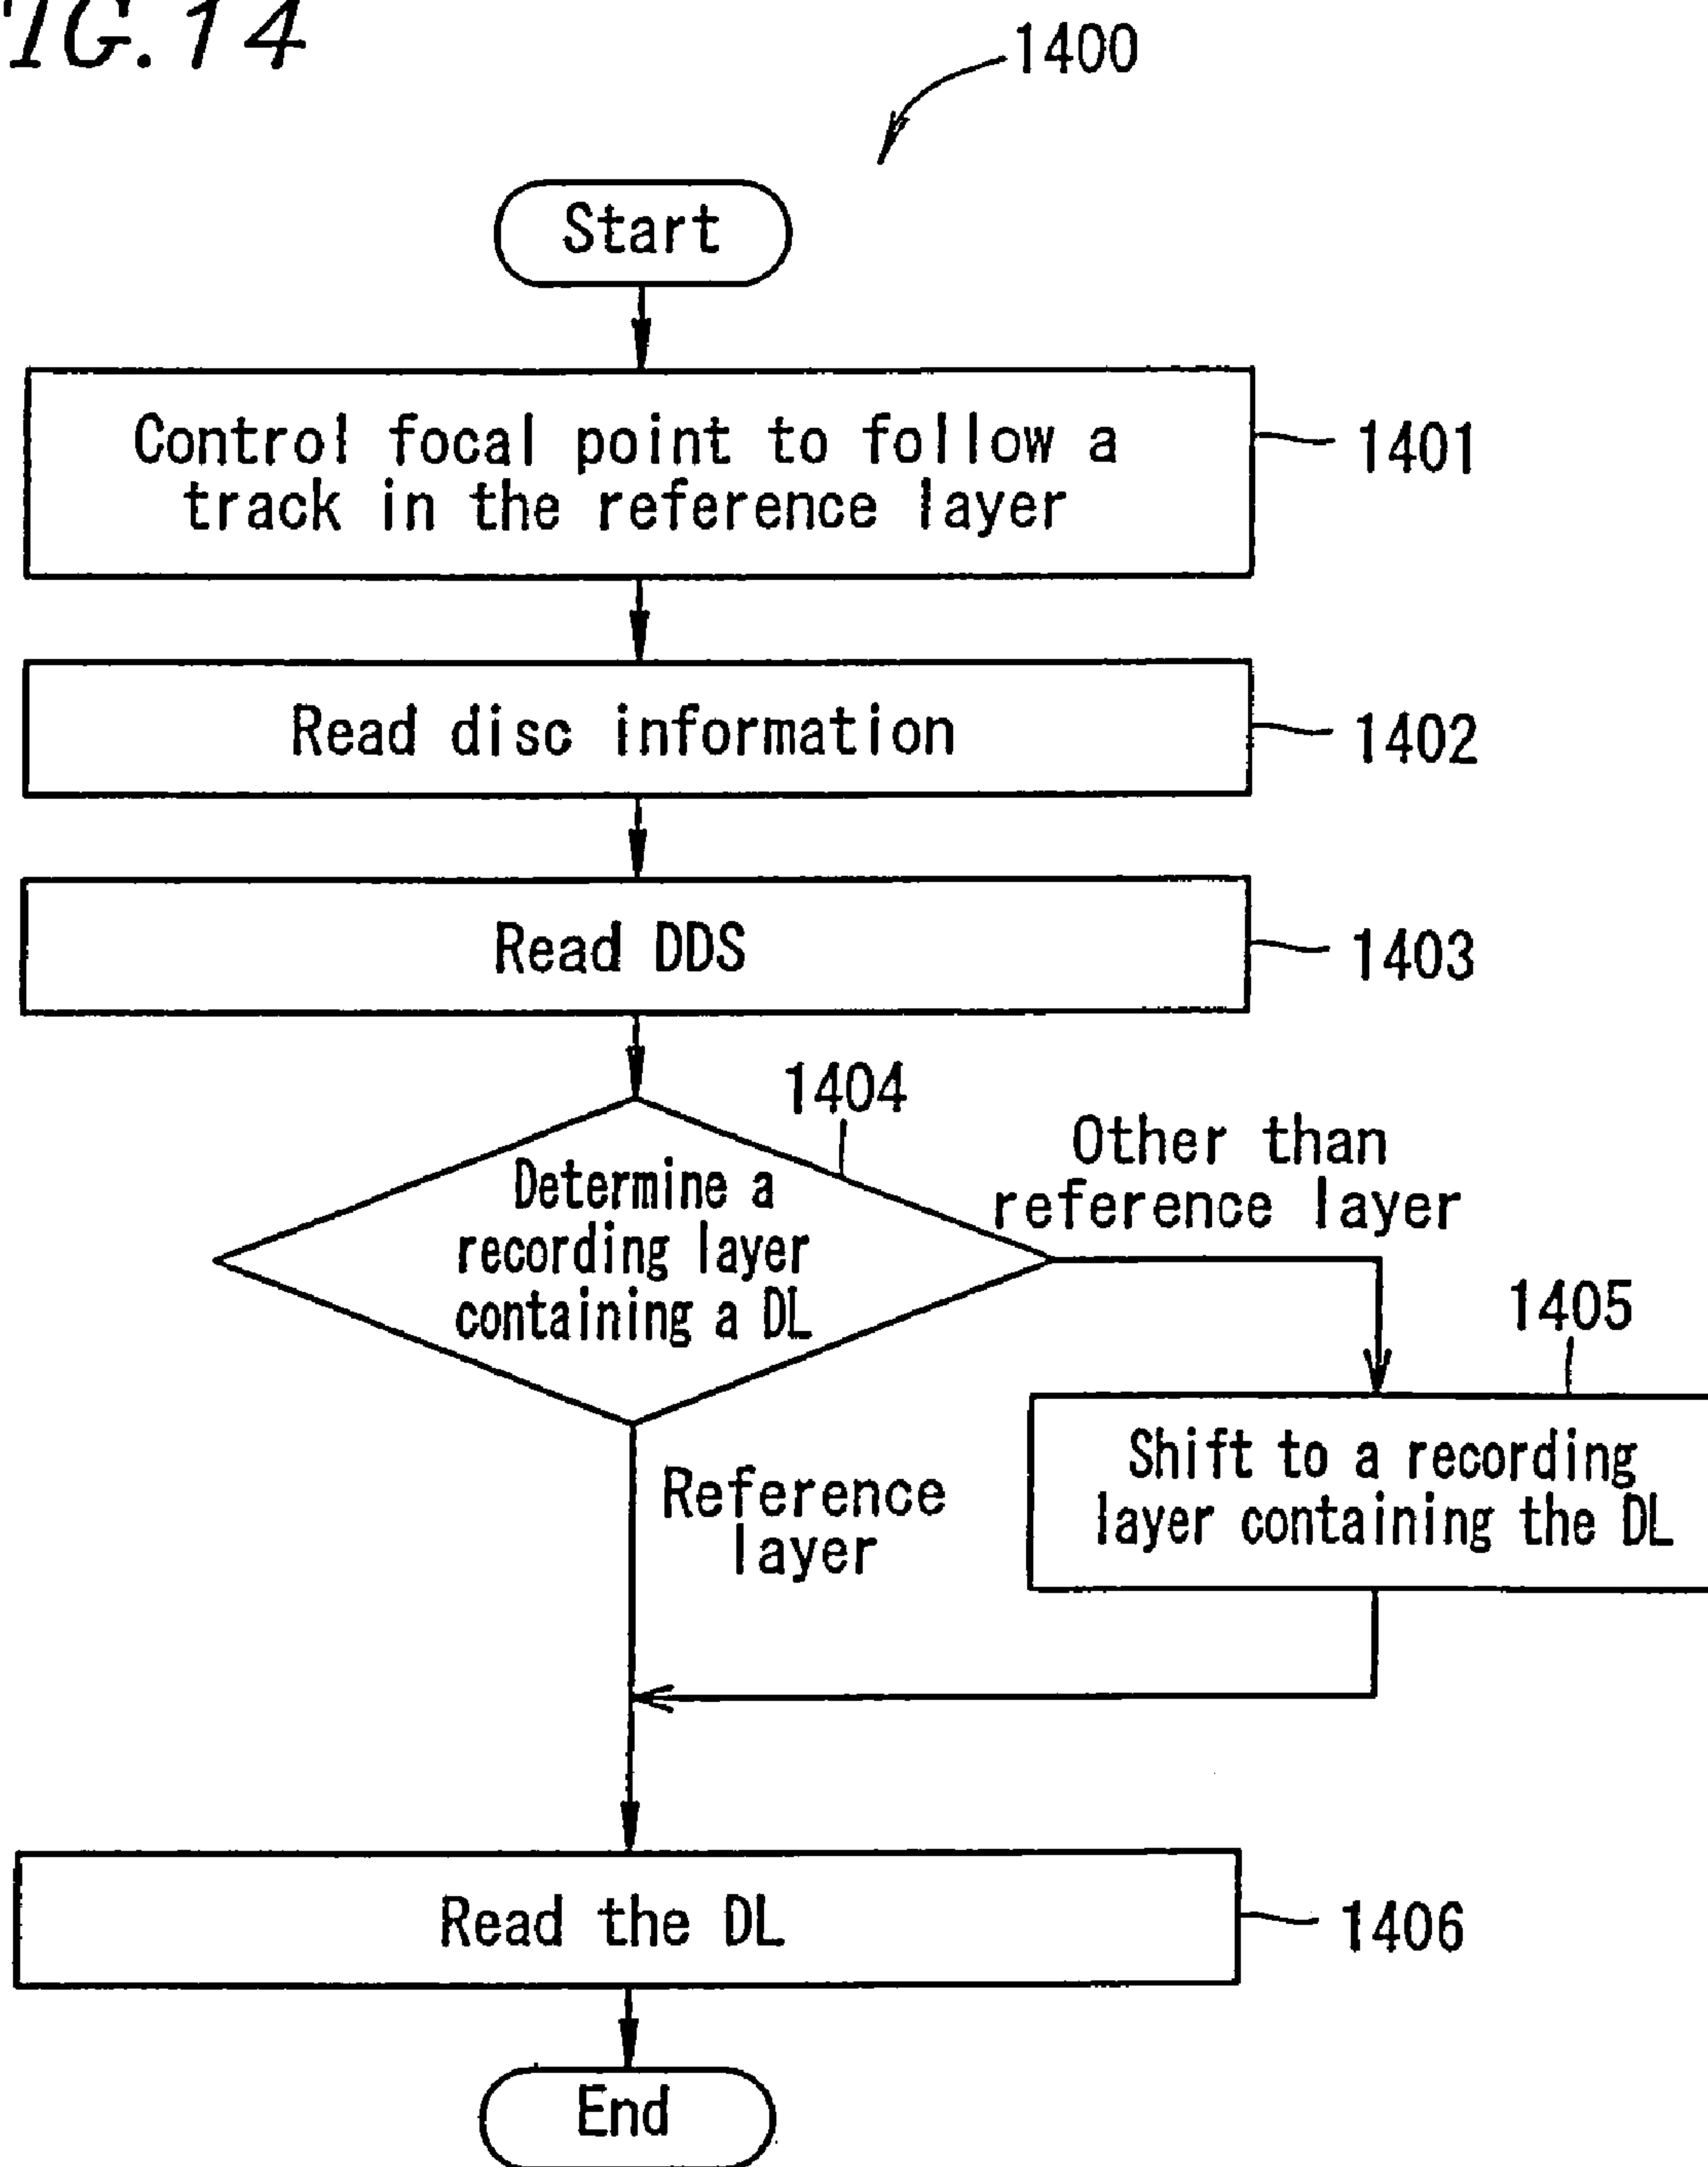 FIG.14
1400
Start
Control focal point to follow a
track in the reference layer
1401
Read disc information
1402
Read DDS
1403
1404
Determine a
recording layer
containing a DL
Other than
reference layer
1405
Shift to a recording
layer containing the DL
Reference
layer
Read the DL
1406
End